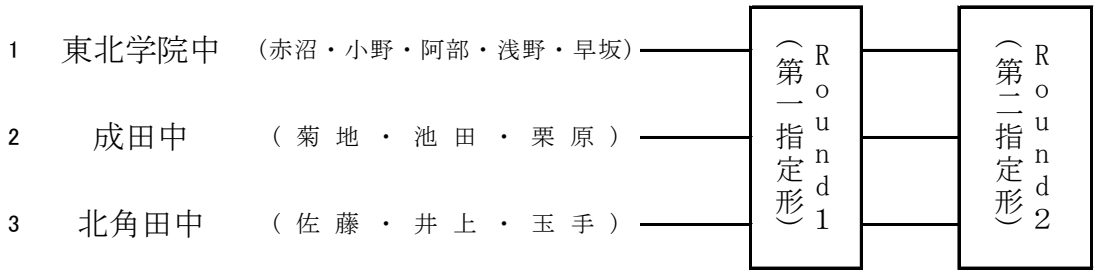 1 東北学院中 (赤沼・小野・阿部・浅野・早坂)
2 成田中 (菊地・池田・栗原)
3 北角田中 (佐藤・井上・玉手)
Round1
(第一指定形)
Round2
(第二指定形)